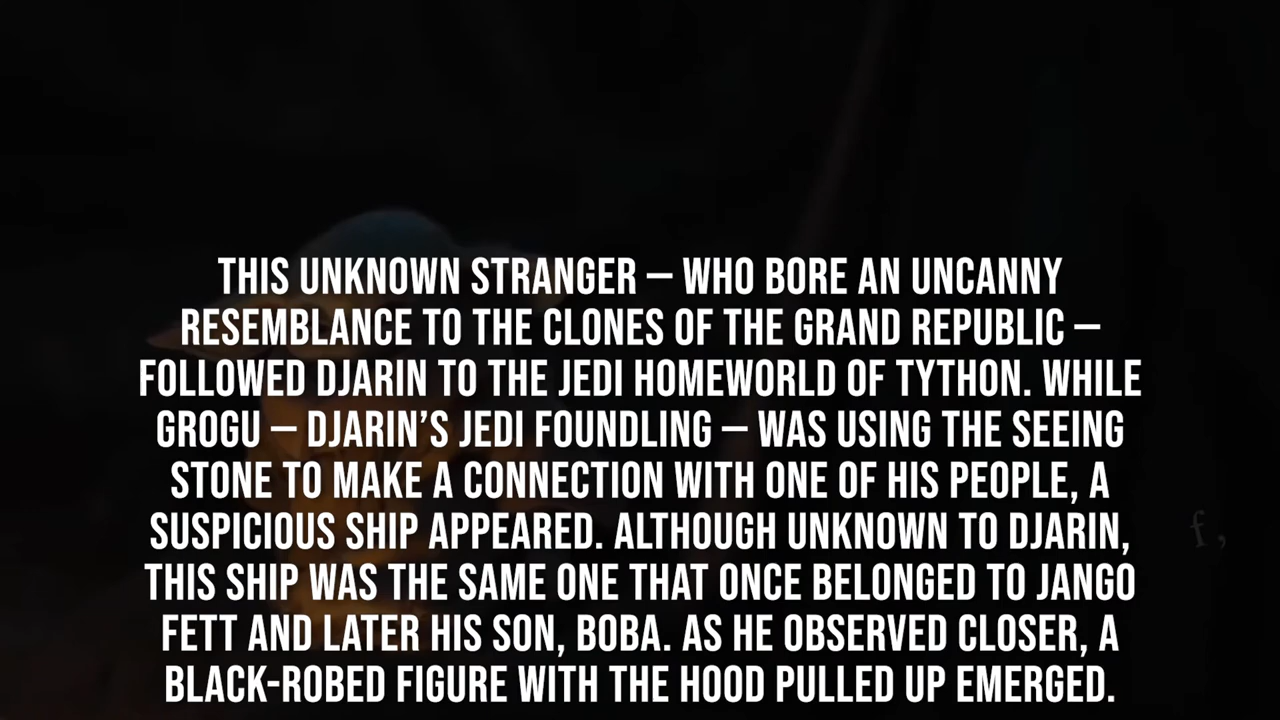 THIS UNKNOWN STRANGER – WHO BORE AN UNCANNY
RESEMBLANCE TO THE CLONES OF THE GRAND REPUBLIC –
FOLLOWED DJARIN TO THE JEDI HOMEWORLD OF TYTHON. WHILE
GROGU – DJARIN’S JEDI FOUNDLING – WAS USING THE SEEING
STONE TO MAKE A CONNECTION WITH ONE OF HIS PEOPLE, A
SUSPICIOUS SHIP APPEARED. ALTHOUGH UNKNOWN TO DJARIN,
THIS SHIP WAS THE SAME ONE THAT ONCE BELONGED TO JANGO
FETT AND LATER HIS SON, BOBA. AS HE OBSERVED CLOSER, A
BLACK-ROBED FIGURE WITH THE HOOD PULLED UP EMERGED.
f,